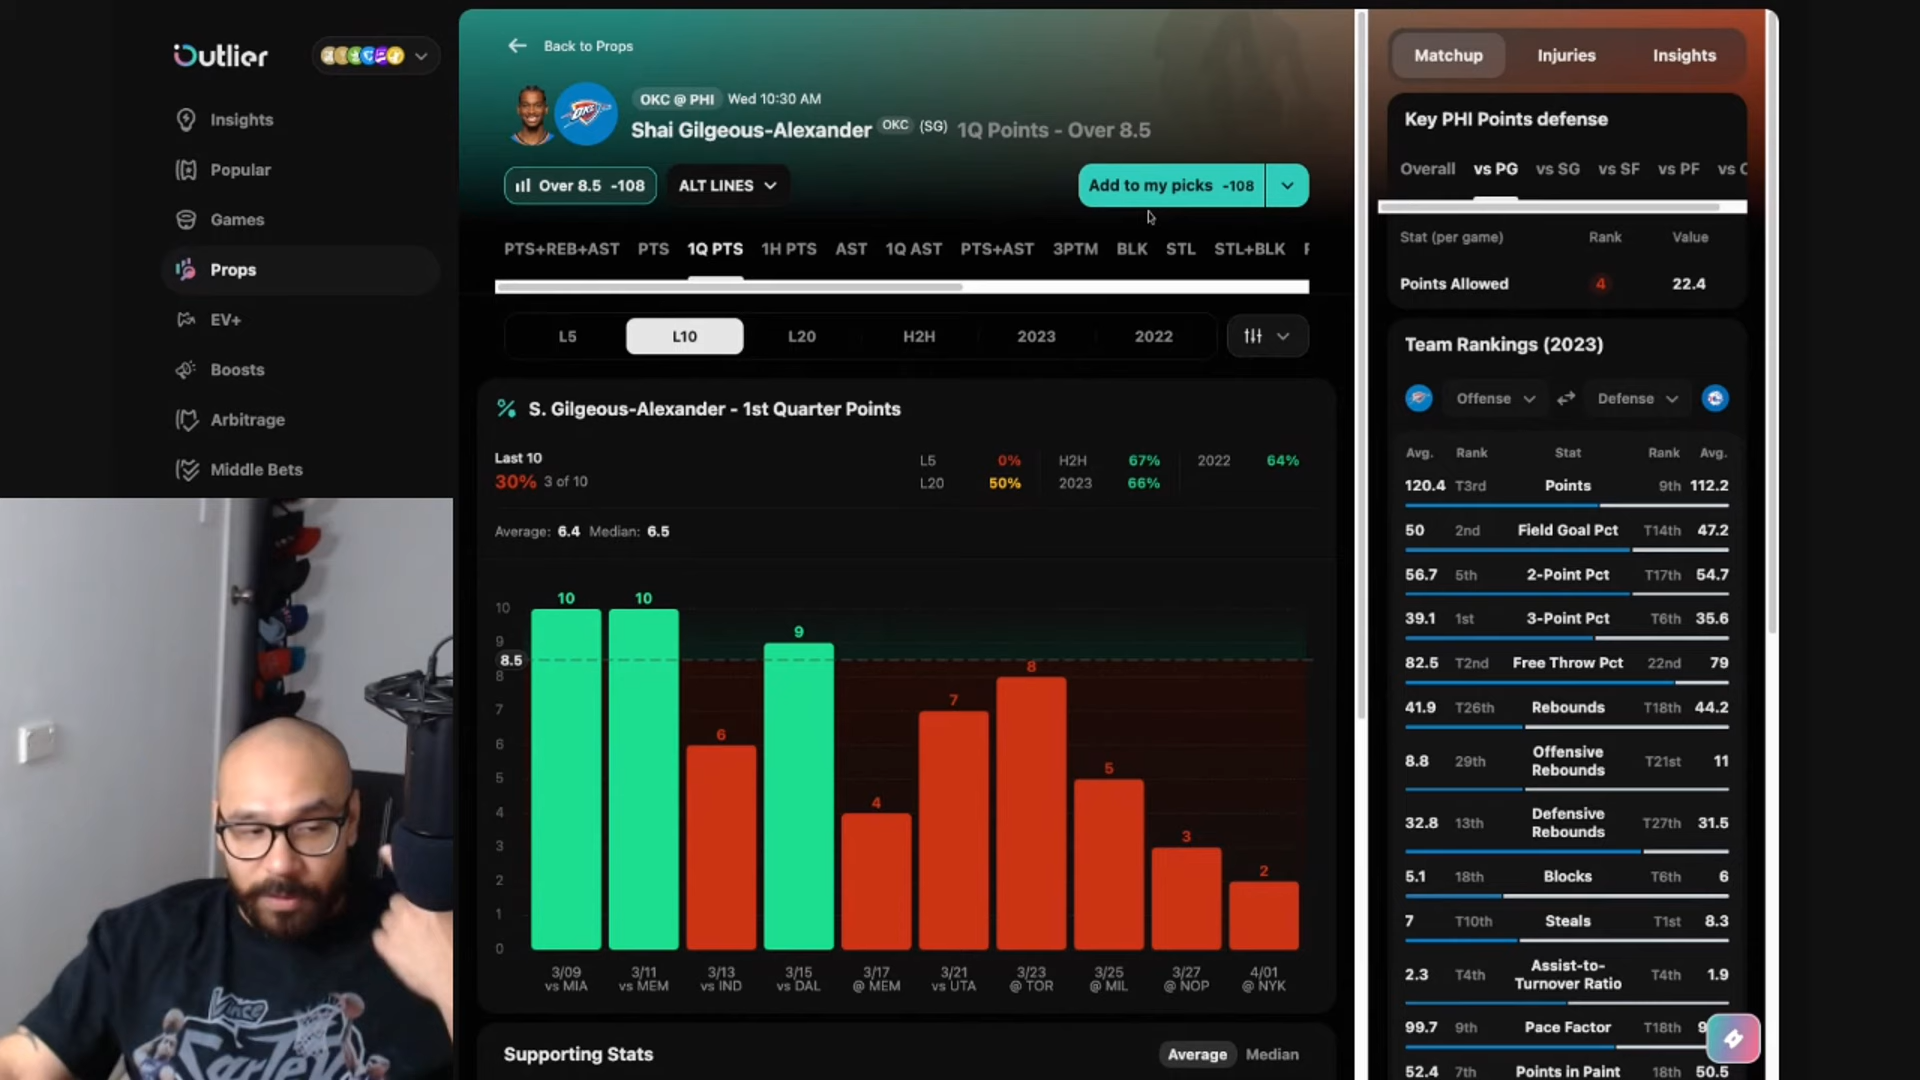 Outlier
Insights
Popular
Games
Props
EV+
Boosts
Arbitrage
Middle Bets
Back to Props
OKC @ PHI Wed 10:30 AM
Shai Gilgeous-Alexander OKC (SG) 1Q Points - Over 8.5
Over 8.5 -108 ALT LINES
Add to my picks -108
PTS+REB+AST PTS 1Q PTS 1H PTS AST 1Q AST PTS+AST 3PTM BLK STL STL+BLK
L5 L10 L20 H2H 2023 2022
S. Gilgeous-Alexander - 1st Quarter Points
Last 10
30% 3 of 10
L5 0% H2H 67% 2022 64%
L20 50% 2023 66%
Average: 6.4 Median: 6.5
10 10 6 9 4 7 8 5 3 2
10
9
8.5
8
7
6
5
4
3
2
1
0
3/09 3/11 3/13 3/15 3/17 3/21 3/23 3/25 3/27 4/01
vs MIA vs MEM vs IND vs DAL @ MEM vs UTA @ TOR @ MIL @ NOP @ NYK
Supporting Stats
Average Median
Matchup Injuries Insights
Key PHI Points defense
Overall vs PG vs SG vs SF vs PF vs C
Stat (per game) Rank Value
Points Allowed 4 22.4
Team Rankings (2023)
Offense Defense
Avg. Rank Stat Rank Avg.
120.4 T3rd Points 9th 112.2
50 2nd Field Goal Pct T14th 47.2
56.7 5th 2-Point Pct T17th 54.7
39.1 1st 3-Point Pct T6th 35.6
82.5 T2nd Free Throw Pct 22nd 79
41.9 T26th Rebounds T18th 44.2
8.8 29th Offensive Rebounds T21st 11
32.8 13th Defensive Rebounds T27th 31.5
5.1 18th Blocks T6th 6
7 T10th Steals T1st 8.3
2.3 T4th Assist-to-Turnover Ratio T4th 1.9
99.7 9th Pace Factor T18th
52.4 7th Points in Paint 18th 50.5
Vince
Carter